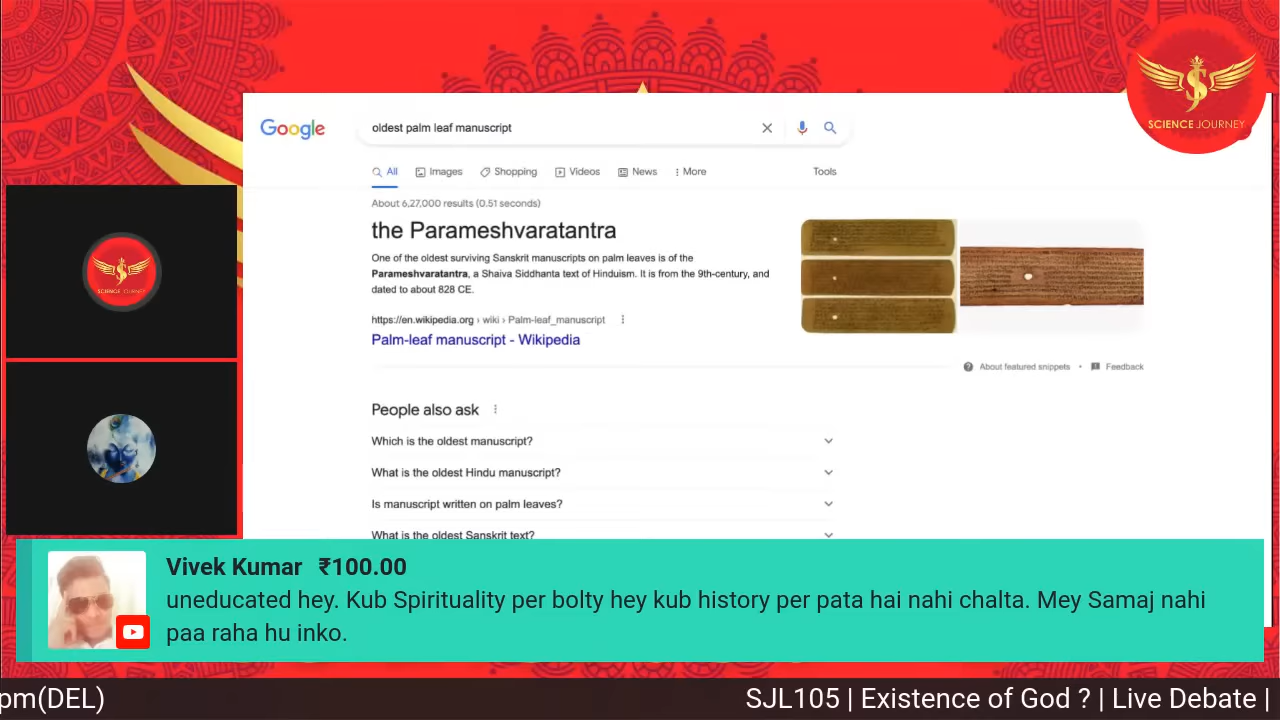 SCIENCE JOURNEY
Google
oldest palm leaf manuscript
All Images Shopping Videos News More Tools
About 6,27,000 results (0.51 seconds)
the Parameshvaratantra
One of the oldest surviving Sanskrit manuscripts on palm leaves is of the
Parameshvaratantra, a Shaiva Siddhanta text of Hinduism. It is from the 9th-century, and
dated to about 828 CE.
https://en.wikipedia.org › wiki › Palm-leaf_manuscript
Palm-leaf manuscript - Wikipedia
About featured snippets • Feedback
People also ask
Which is the oldest manuscript?
What is the oldest Hindu manuscript?
Is manuscript written on palm leaves?
What is the oldest Sanskrit text?
SCIENCE JOURNEY
Vivek Kumar ₹100.00
uneducated hey. Kub Spirituality per bolty hey kub history per pata hai nahi chalta. Mey Samaj nahi
paa raha hu inko.
pm(DEL) SJL105 | Existence of God ? | Live Debate |